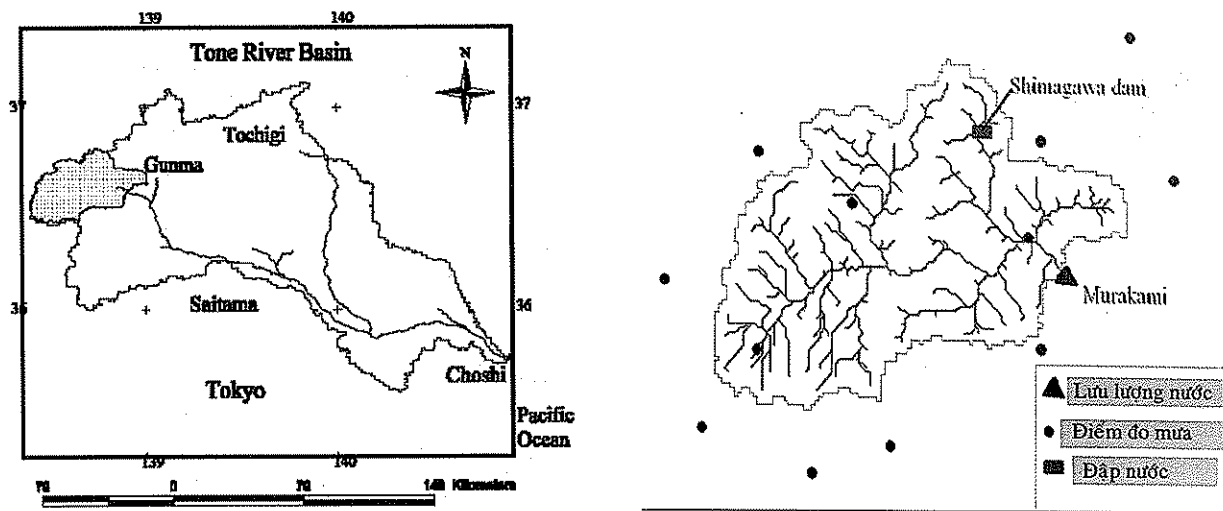 139 140
Tone River Basin
N
37 37
Tochigi
Gunma
36 36
Saitama
Choshi
Tokyo
Pacific
Ocean
139 140
70 0 70 140 Kilometers
Shimagawa dam
Murakami
Lưu lượng nước
Điểm đo mưa
Đập nước